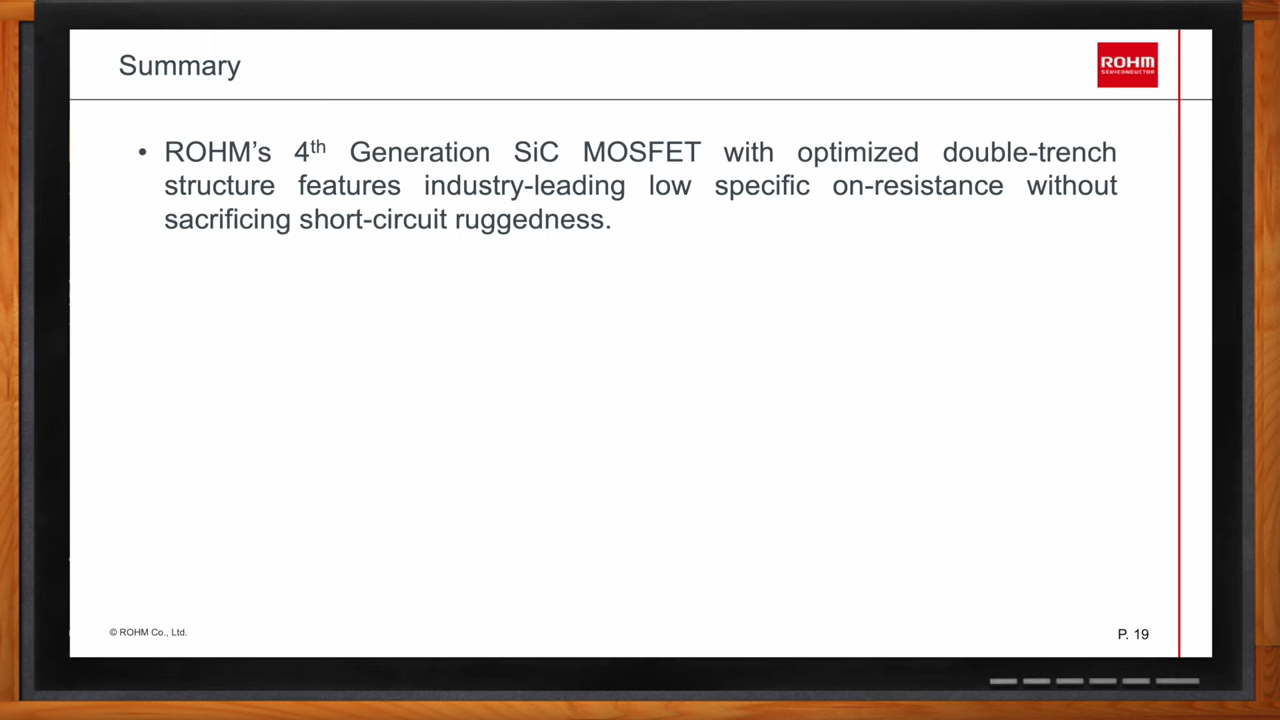 Summary
ROHM
SEMICONDUCTOR
• ROHM’s 4th Generation SiC MOSFET with optimized double-trench
structure features industry-leading low specific on-resistance without
sacrificing short-circuit ruggedness.
© ROHM Co., Ltd.
P. 19